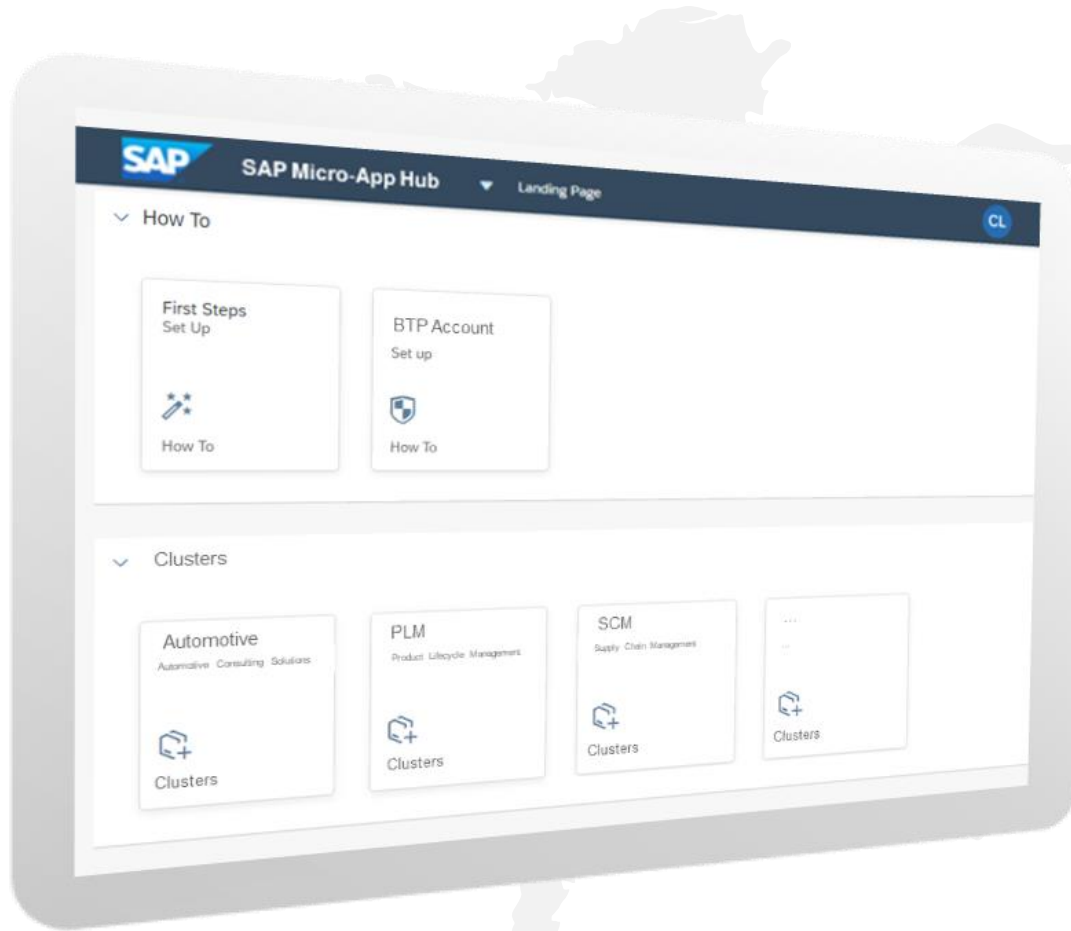 SAP
SAP Micro-App Hub
Landing Page
CL
How To
First Steps
Set Up
How To
BTP Account
Set up
How To
Clusters
Automotive
Automotive Consulting Solutions
Clusters
PLM
Product Lifecycle Management
Clusters
SCM
Supply Chain Management
Clusters
...
..
Clusters